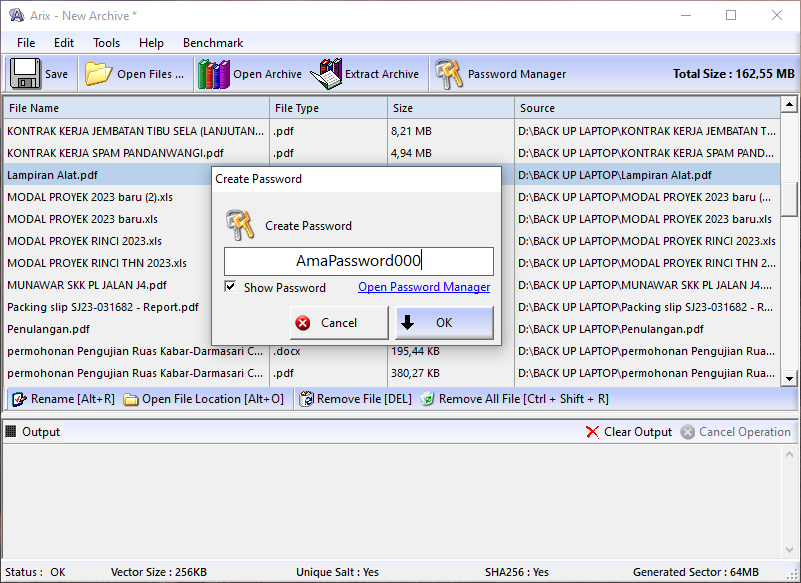 Arix - New Archive *
File Edit Tools Help Benchmark
Save Open Files ... Open Archive Extract Archive Password Manager Total Size : 162,55 MB
File Name File Type Size Source
KONTRAK KERJA JEMBATAN TIBU SELA (LANJUTAN... .pdf 8,21 MB D:\BACK UP LAPTOP\KONTRAK KERJA JEMBATAN T...
KONTRAK KERJA SPAM PANDANWANGI.pdf .pdf 4,94 MB D:\BACK UP LAPTOP\KONTRAK KERJA SPAM PAND...
Lampiran Alat.pdf D:\BACK UP LAPTOP\Lampiran Alat.pdf
MODAL PROYEK 2023 baru (2).xls D:\BACK UP LAPTOP\MODAL PROYEK 2023 baru (...
MODAL PROYEK 2023 baru.xls D:\BACK UP LAPTOP\MODAL PROYEK 2023 baru.xls
MODAL PROYEK RINCI 2023.xls D:\BACK UP LAPTOP\MODAL PROYEK RINCI 2023.xls
MODAL PROYEK RINCI THN 2023.xls D:\BACK UP LAPTOP\MODAL PROYEK RINCI THN 2...
MUNAWAR SKK PL JALAN J4.pdf D:\BACK UP LAPTOP\MUNAWAR SKK PL JALAN J4....
Packing slip SJ23-031682 - Report.pdf D:\BACK UP LAPTOP\Packing slip SJ23-031682 - R...
Penulangan.pdf D:\BACK UP LAPTOP\Penulangan.pdf
permohonan Pengujian Ruas Kabar-Darmasari C... .docx 195,44 KB D:\BACK UP LAPTOP\permohonan Pengujian Rua...
permohonan Pengujian Ruas Kabar-Darmasari C... .pdf 380,27 KB D:\BACK UP LAPTOP\permohonan Pengujian Rua...
Create Password
Create Password
AmaPassword000
Show Password Open Password Manager
Cancel OK
Rename [Alt+R] Open File Location [Alt+O] Remove File [DEL] Remove All File [Ctrl + Shift + R]
Output Clear Output Cancel Operation
Status : OK Vector Size : 256KB Unique Salt : Yes SHA256 : Yes Generated Sector : 64MB